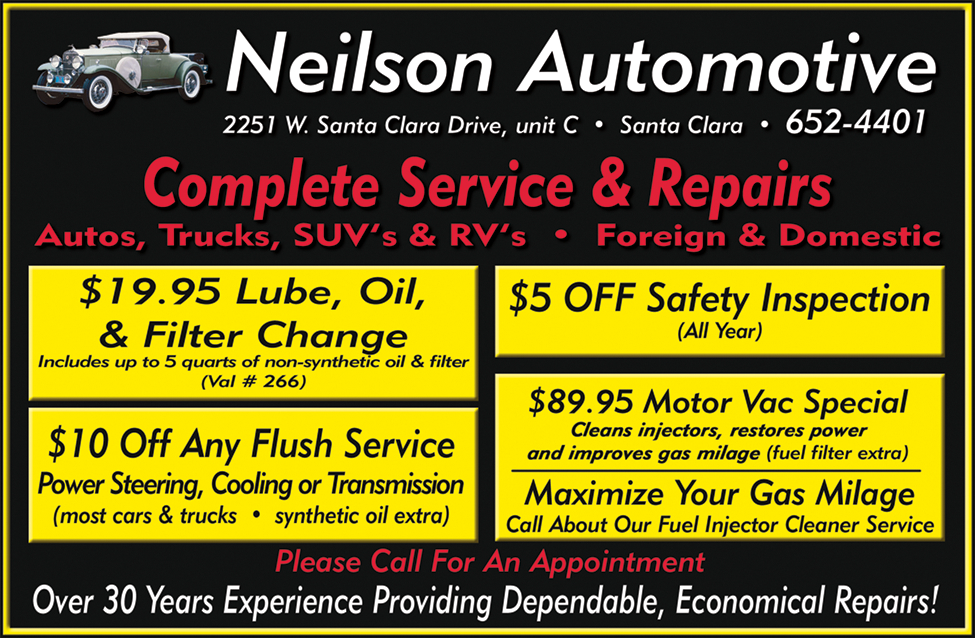 Neilson Automotive
2251 W. Santa Clara Drive, unit C • Santa Clara • 652-4401
Complete Service & Repairs
Autos, Trucks, SUV's & RV's • Foreign & Domestic
$19.95 Lube, Oil,
& Filter Change
Includes up to 5 quarts of non-synthetic oil & filter
(Val # 266)
$10 Off Any Flush Service
Power Steering, Cooling or Transmission
(most cars & trucks • synthetic oil extra)
$5 OFF Safety Inspection
(All Year)
$89.95 Motor Vac Special
Cleans injectors, restores power
and improves gas milage (fuel filter extra)
Maximize Your Gas Milage
Call About Our Fuel Injector Cleaner Service
Please Call For An Appointment
Over 30 Years Experience Providing Dependable, Economical Repairs!